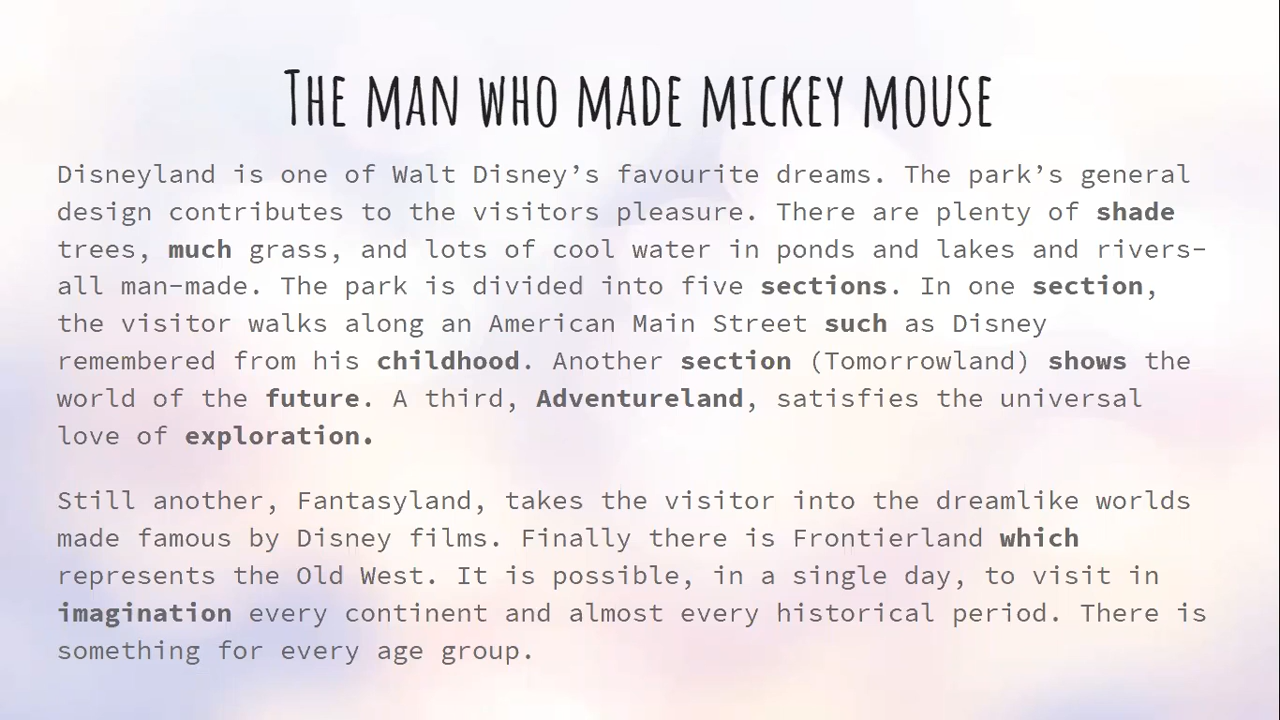 The man who made mickey mouse
Disneyland is one of Walt Disney’s favourite dreams. The park’s general
design contributes to the visitors pleasure. There are plenty of shade
trees, much grass, and lots of cool water in ponds and lakes and rivers–
all man–made. The park is divided into five sections. In one section,
the visitor walks along an American Main Street such as Disney
remembered from his childhood. Another section (Tomorrowland) shows the
world of the future. A third, Adventureland, satisfies the universal
love of exploration.
Still another, Fantasyland, takes the visitor into the dreamlike worlds
made famous by Disney films. Finally there is Frontierland which
represents the Old West. It is possible, in a single day, to visit in
imagination every continent and almost every historical period. There is
something for every age group.